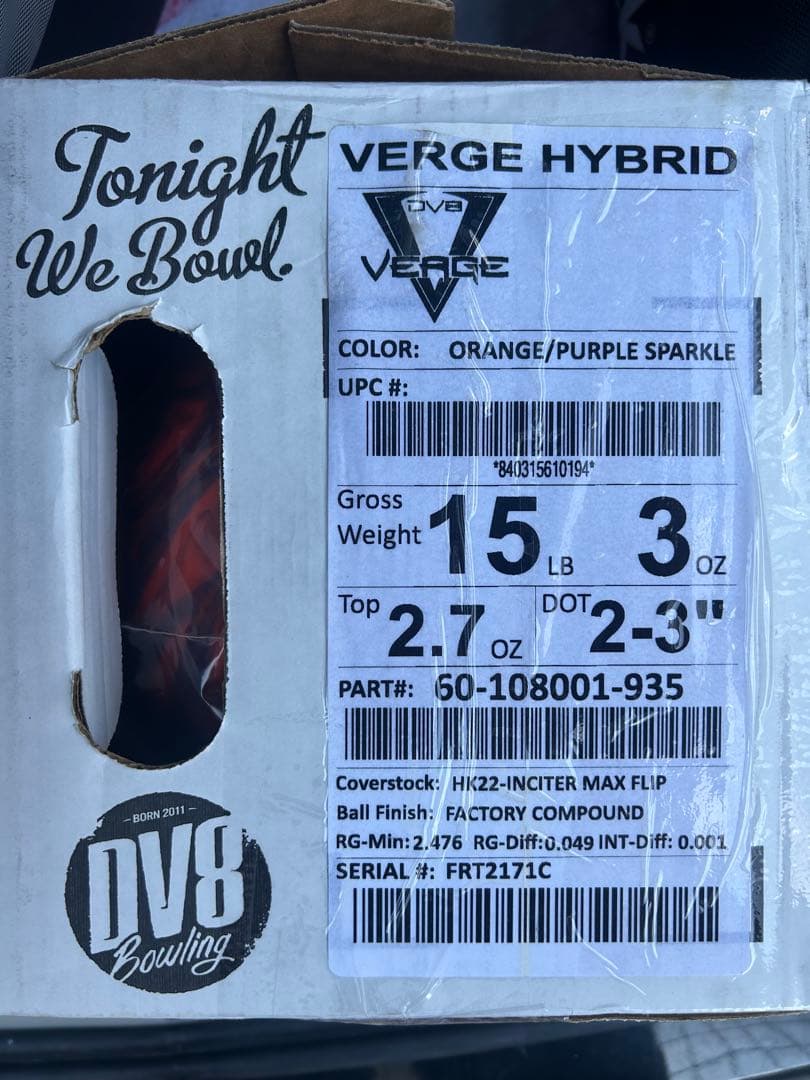 Tonight
We Bowl.
VERGE HYBRID
DV8
VERGE
COLOR: ORANGE/PURPLE SPARKLE
UPC #:
*840315610194*
Gross
Weight 15 LB 3 OZ
Top 2.7 OZ DOT 2-3"
PART#: 60-108001-935
Coverstock: HK22-INCITER MAX FLIP
Ball Finish: FACTORY COMPOUND
RG-Min: 2.476 RG-Diff:0.049 INT-Diff: 0.001
SERIAL #: FRT2171C
- BORN 2011 -
DV8
Bowling